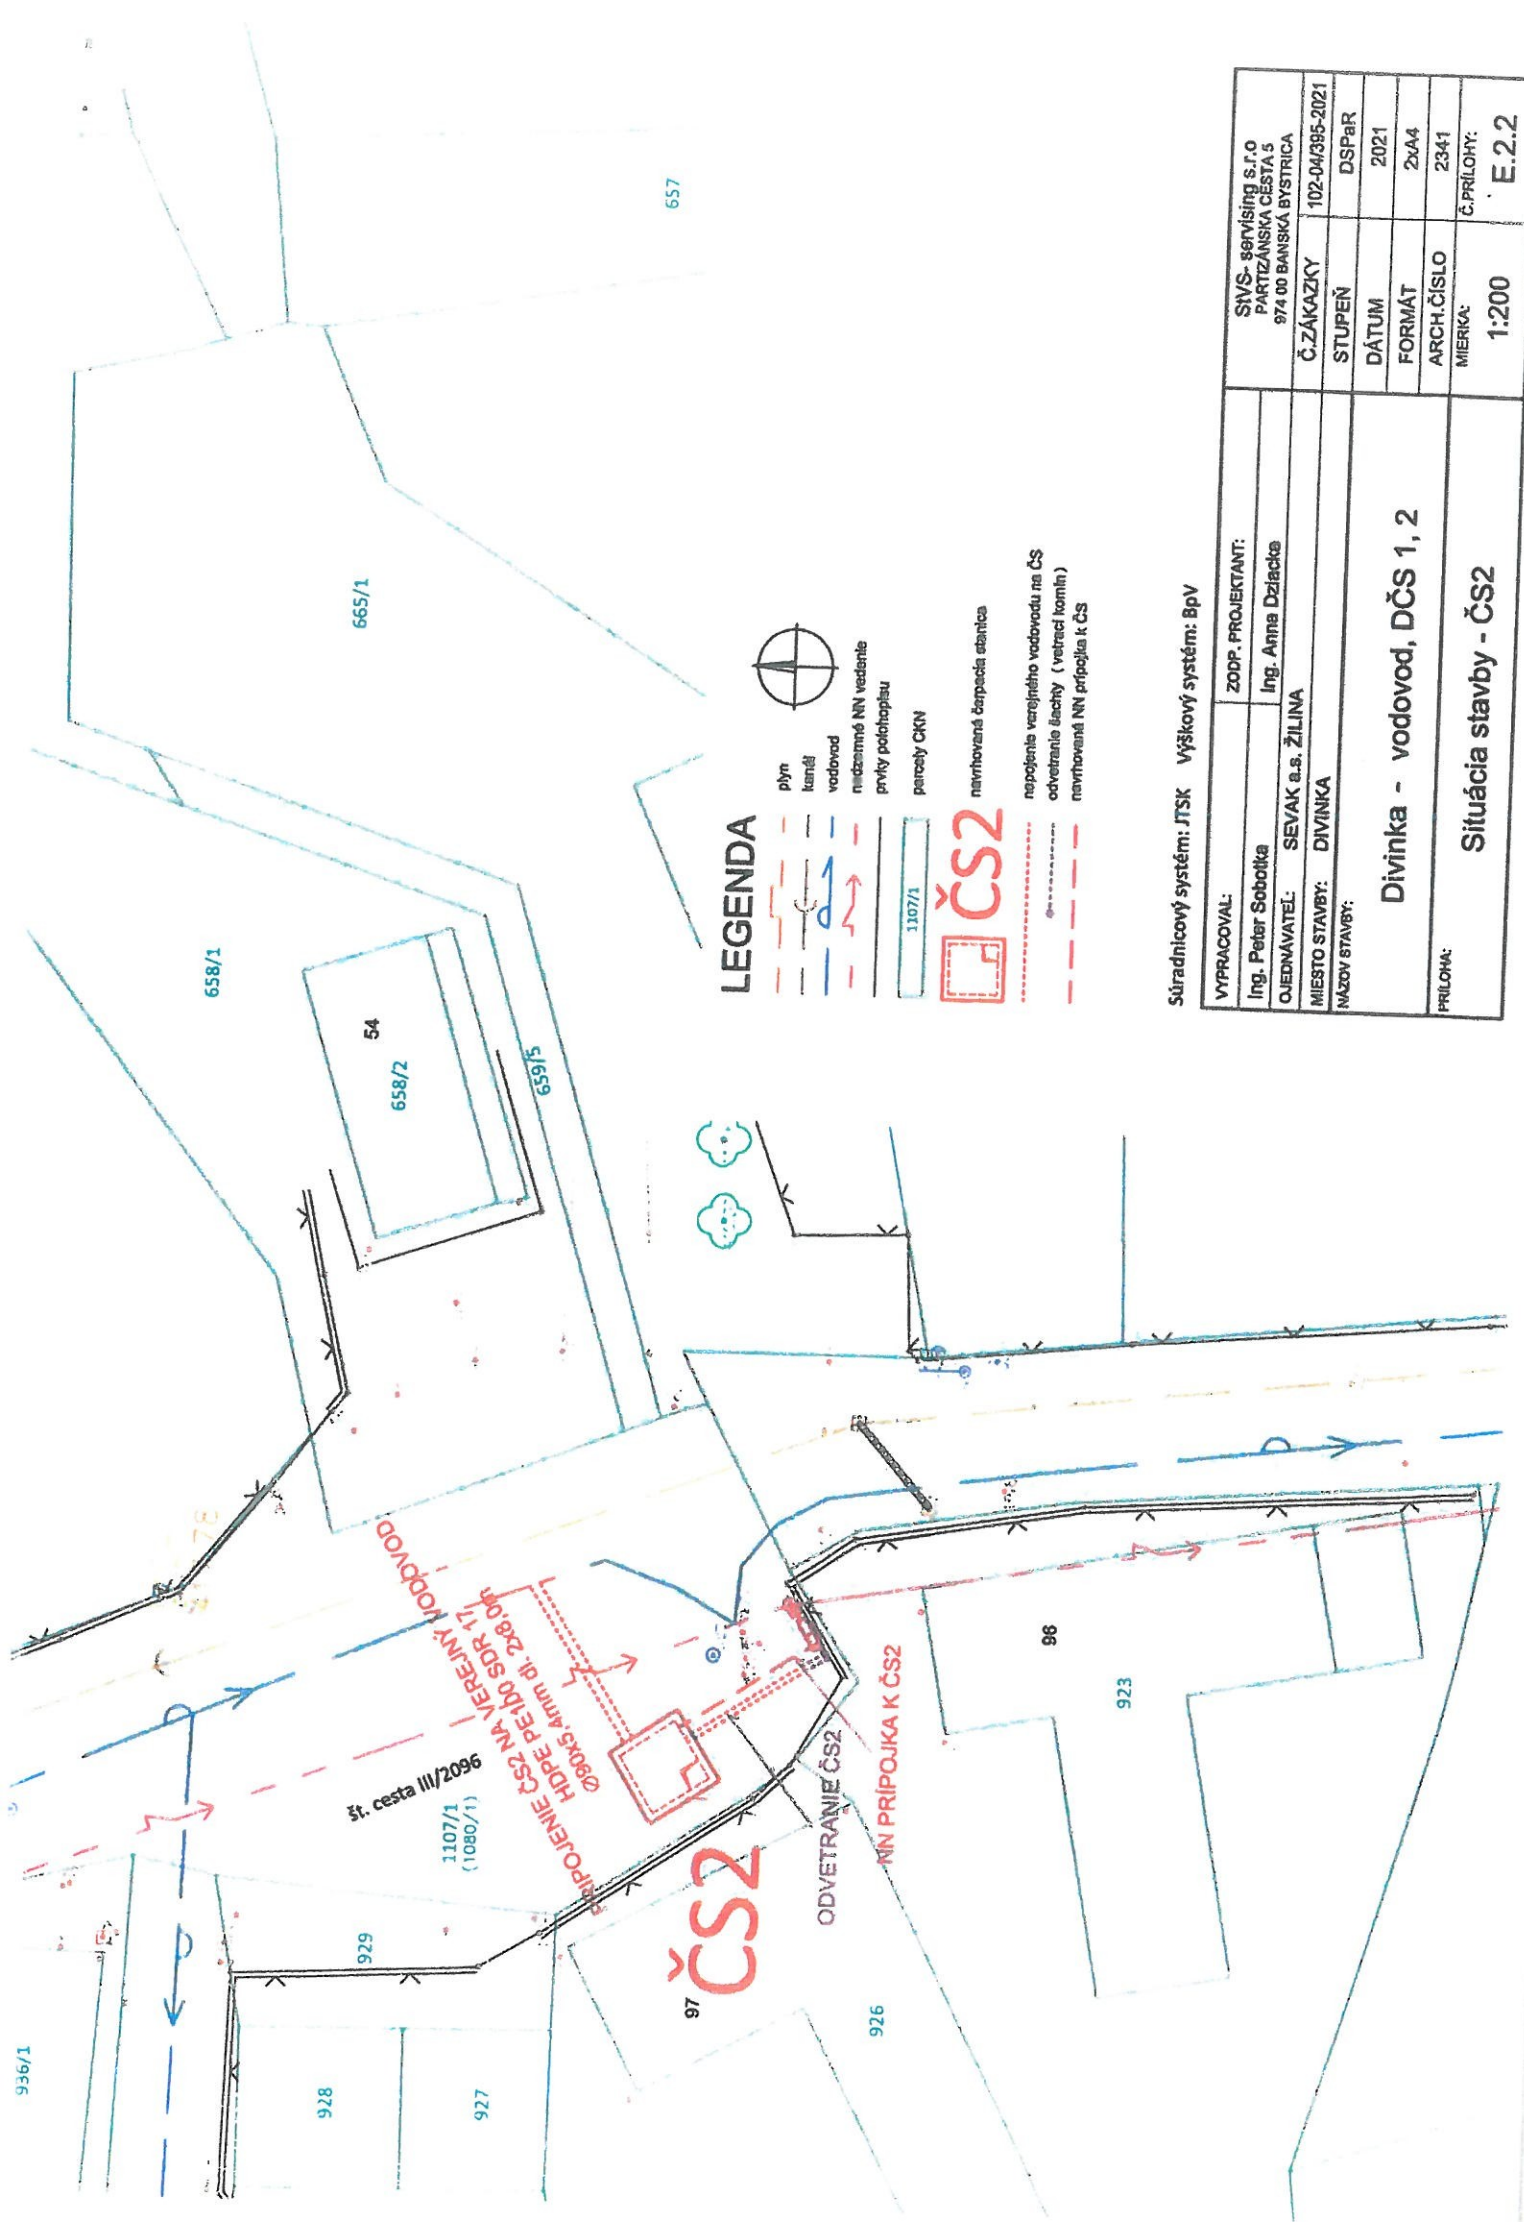 936/1
928
927
929
97
926
ČS2
ODVETRANIE ČS2
NN PRÍPOJKA K ČS2
1107/1
(1080/1)
št. cesta III/2096
PRIPOJENIE ČS2 NA VEREJNÝ VODOVOD
HDPE PE100 SDR 17
Ø90x5,4mm dl. 2x8,0m
96
923
658/1
54
658/2
659/5
665/1
657
LEGENDA
plyn
kanál
vodovod
nadzemné NN vedenie
prvky polohopisu
1107/1 parcely CKN
ČS2 navrhovaná čerpacia stanica
napojenie verejného vodovodu na ČS
odvetranie šachty ( vetrací komín )
navrhovaná NN prípojka k ČS
Súradnicový systém: JTSK Výškový systém: BpV
VYPRACOVAL: ZODP. PROJEKTANT:
Ing. Peter Sobotka Ing. Anna Dziacka
OJEDNÁVATEĽ: SEVAK a.s. ŽILINA
MIESTO STAVBY: DIVINKA
NÁZOV STAVBY:
Divinka - vodovod, DČS 1, 2
PRÍLOHA:
Situácia stavby - ČS2
StVS- servising s.r.o
PARTIZÁNSKA CESTA 5
974 00 BANSKÁ BYSTRICA
Č.ZÁKAZKY 102-04/395-2021
STUPEŇ DSPaR
DÁTUM 2021
FORMÁT 2xA4
ARCH.ČÍSLO 2341
MIERKA: Č.PRÍLOHY:
1:200 E.2.2